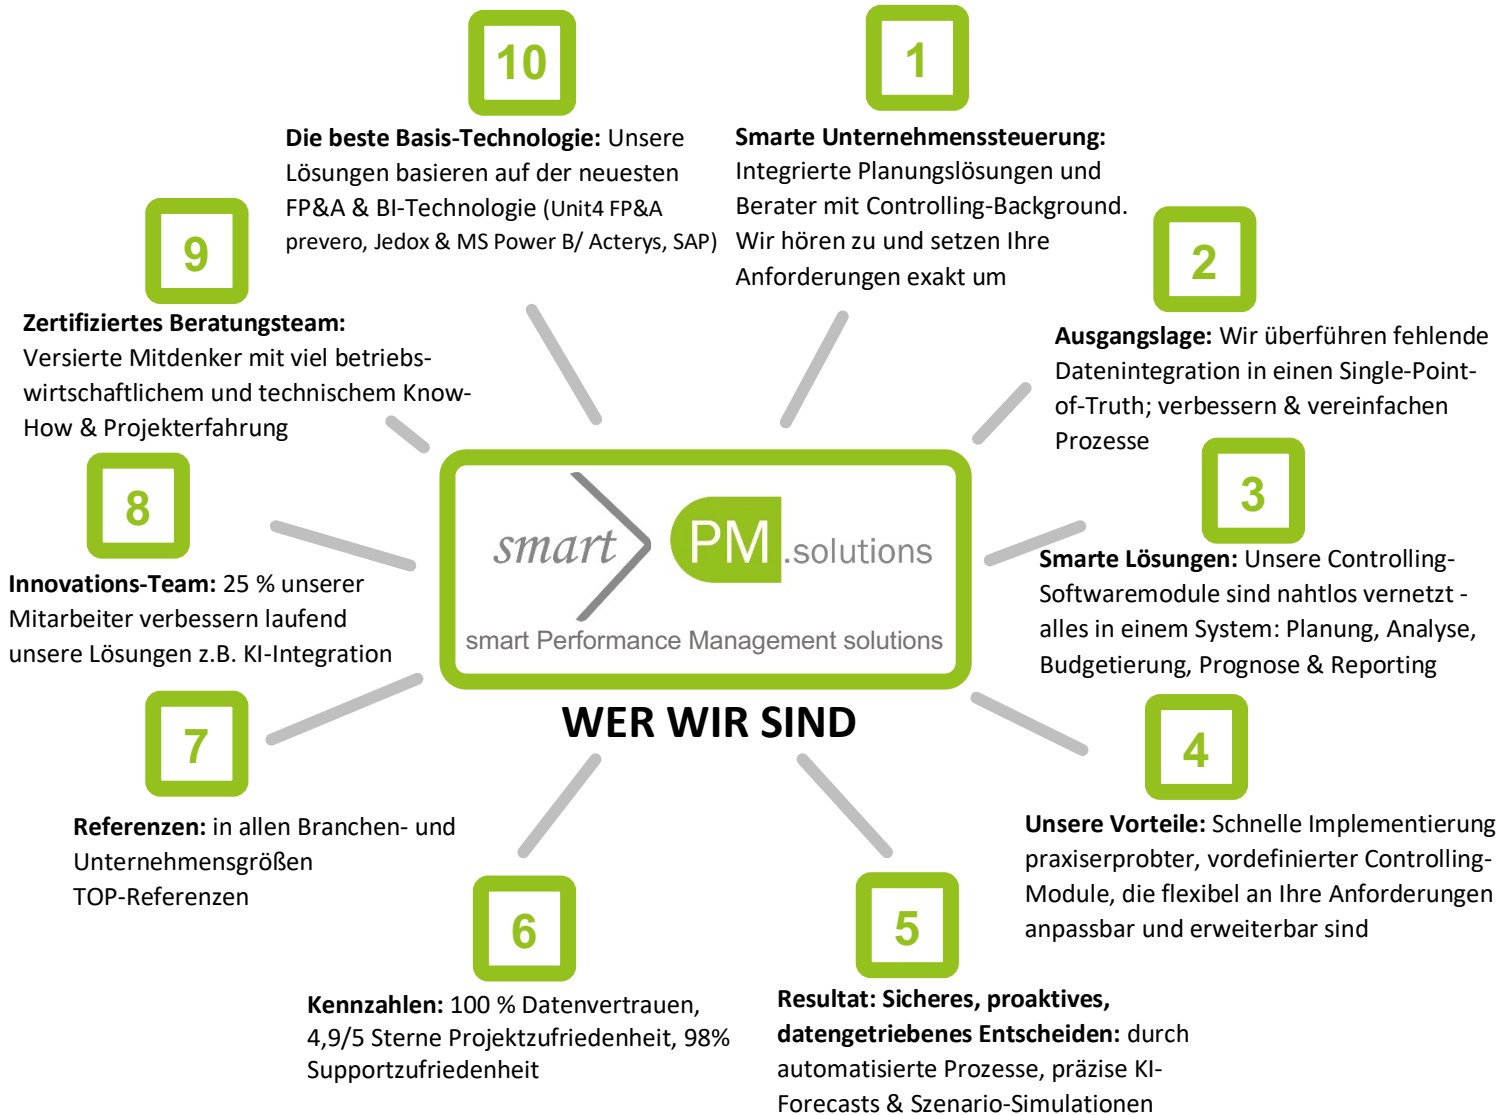 10
Die beste Basis-Technologie: Unsere
Lösungen basieren auf der neuesten
FP&A & BI-Technologie (Unit4 FP&A
prevero, Jedox & MS Power B/ Acterys, SAP)
1
Smarte Unternehmenssteuerung:
Integrierte Planungslösungen und
Berater mit Controlling-Background.
Wir hören zu und setzen Ihre
Anforderungen exakt um
9
Zertifiziertes Beratungsteam:
Versierte Mitdenker mit viel betriebs-
wirtschaftlichem und technischem Know-
How & Projekterfahrung
2
Ausgangslage: Wir überführen fehlende
Datenintegration in einen Single-Point-
of-Truth; verbessern & vereinfachen
Prozesse
8
Innovations-Team: 25 % unserer
Mitarbeiter verbessern laufend
unsere Lösungen z.B. KI-Integration
smart PM.solutions
smart Performance Management solutions
WER WIR SIND
3
Smarte Lösungen: Unsere Controlling-
Softwaremodule sind nahtlos vernetzt -
alles in einem System: Planung, Analyse,
Budgetierung, Prognose & Reporting
7
Referenzen: in allen Branchen- und
Unternehmensgrößen
TOP-Referenzen
4
Unsere Vorteile: Schnelle Implementierung
praxiserprobter, vordefinierter Controlling-
Module, die flexibel an Ihre Anforderungen
anpassbar und erweiterbar sind
6
Kennzahlen: 100 % Datenvertrauen,
4,9/5 Sterne Projektzufriedenheit, 98%
Supportzufriedenheit
5
Resultat: Sicheres, proaktives,
datengetriebenes Entscheiden: durch
automatisierte Prozesse, präzise KI-
Forecasts & Szenario-Simulationen